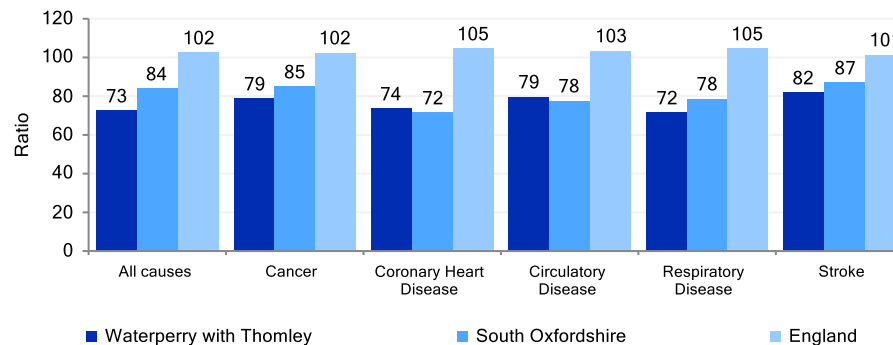 120
100
80
60
40
20
0
Ratio
73 84 102
79 85 102
74 72 105
79 78 103
72 78 105
82 87 10
All causes
Cancer
Coronary Heart
Disease
Circulatory
Disease
Respiratory
Disease
Stroke
Waterperry with Thomley
South Oxfordshire
England